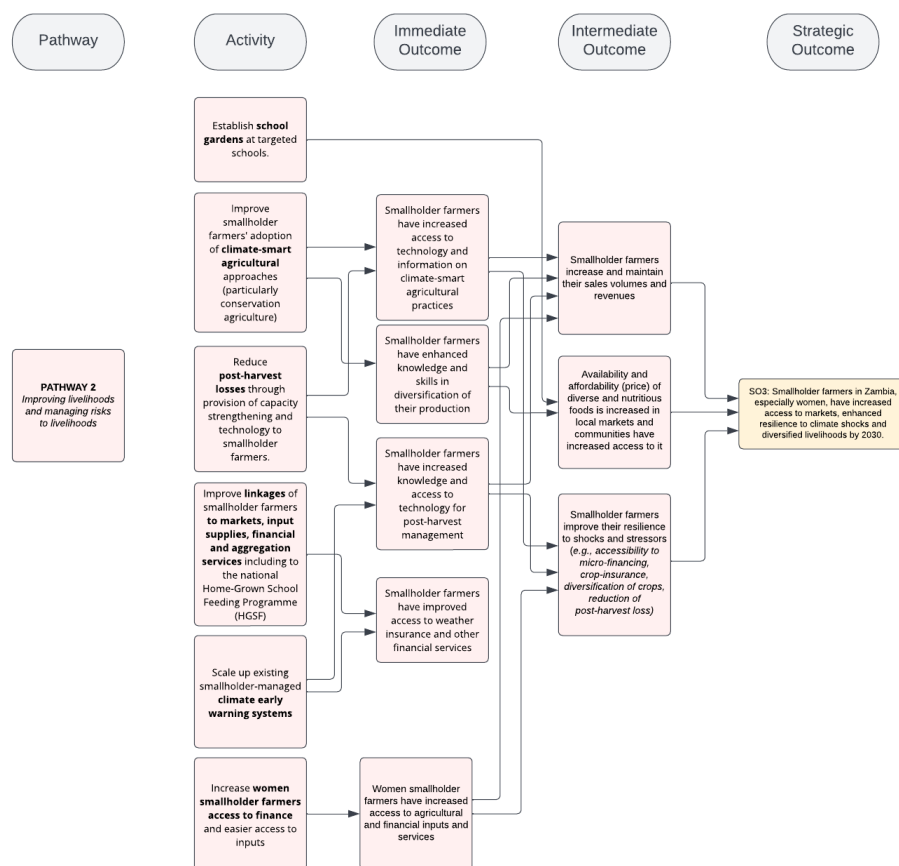 Pathway
Activity
Immediate
Outcome
Intermediate
Outcome
Strategic
Outcome
PATHWAY 2
Improving livelihoods
and managing risks
to livelihoods
Establish school
gardens at targeted
schools.
Improve
smallholder
farmers' adoption
of climate-smart
agricultural
approaches
(particularly
conservation
agriculture)
Reduce
post-harvest
losses through
provision of capacity
strengthening and
technology to
smallholder
farmers.
Improve linkages of
smallholder farmers
to markets, input
supplies, financial
and aggregation
services including to
the national
Home-Grown School
Feeding Programme
(HGSF)
Scale up existing
smallholder-managed
climate early
warning systems
Increase women
smallholder farmers
access to finance
and easier access to
inputs
Smallholder farmers
have increased
access to
technology and
information on
climate-smart
agricultural
practices
Smallholder farmers
have enhanced
knowledge and
skills in
diversification of
their production
Smallholder farmers
have increased
knowledge and
access to
technology for
post-harvest
management
Smallholder farmers
have improved
access to weather
insurance and other
financial services
Women smallholder
farmers have increased
access to agricultural
and financial inputs and
services
Smallholder farmers
increase and maintain
their sales volumes and
revenues
Availability and
affordability (price) of
diverse and nutritious
foods is increased in
local markets and
communities have
increased access to it
Smallholder farmers
improve their resilience
to shocks and stressors
(e.g., accessibility to
micro-financing,
crop-insurance,
diversification of crops,
reduction of
post-harvest loss)
SO3: Smallholder farmers in Zambia,
especially women, have increased
access to markets, enhanced
resilience to climate shocks and
diversified livelihoods by 2030.